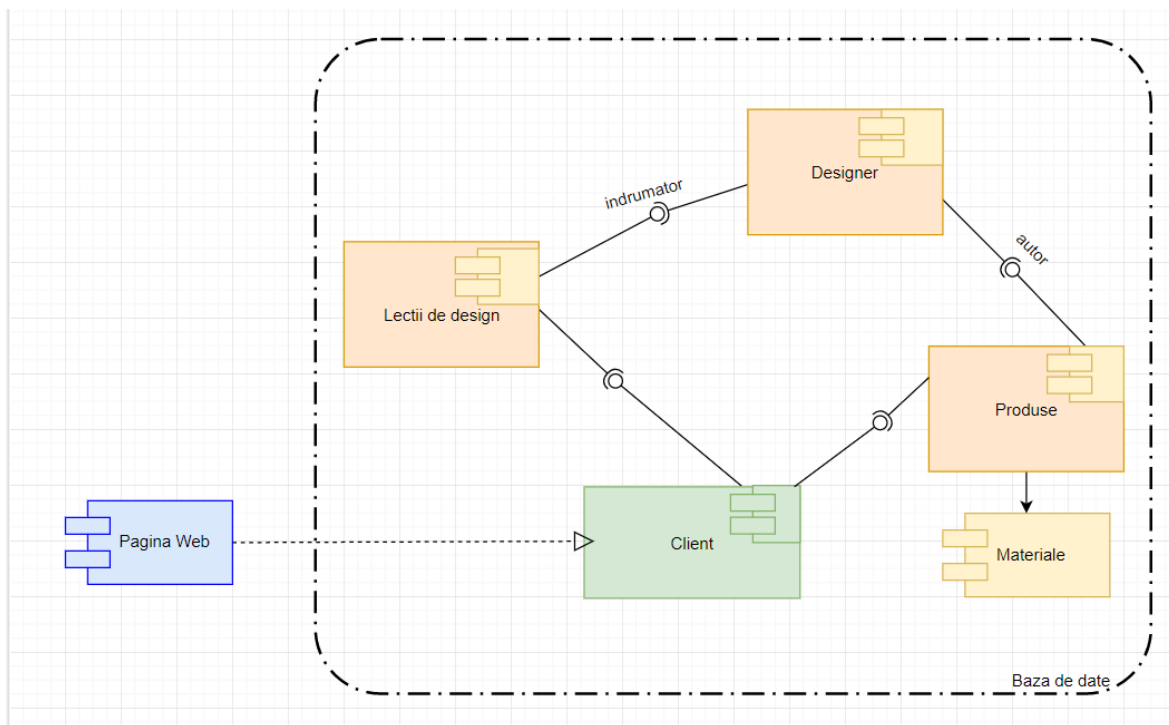 Designer
indrumator
autor
Lectii de design
Produse
Pagina Web
Client
Materiale
Baza de date